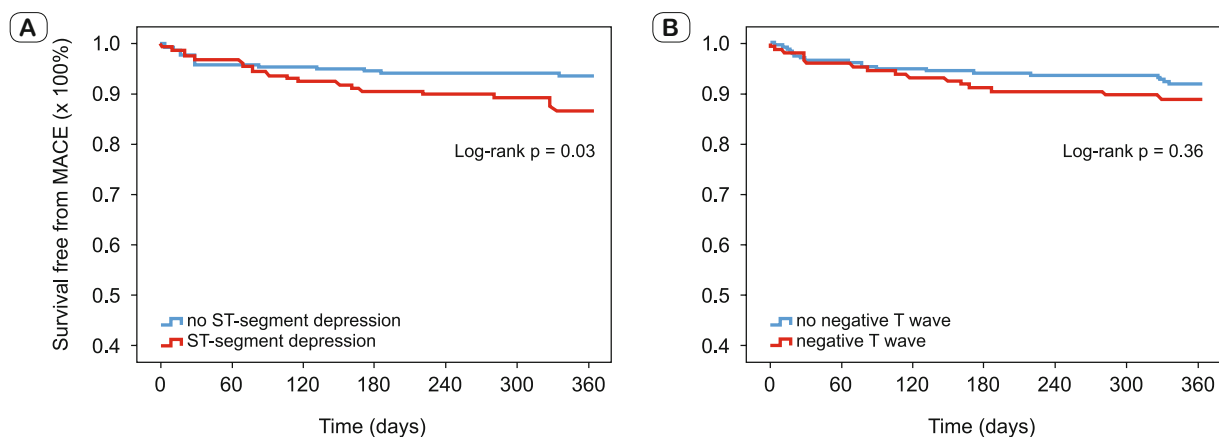 A
Survival free from MACE (x 100%)
1.0
0.9
0.8
0.7
0.6
0.5
0.4
Log-rank p = 0.03
no ST-segment depression
ST-segment depression
0 60 120 186 240 300 360
Time (days)
B
1.0
0.9
0.8
0.7
0.6
0.5
0.4
Log-rank p = 0.36
no negative T wave
negative T wave
0 60 120 186 240 300 360
Time (days)